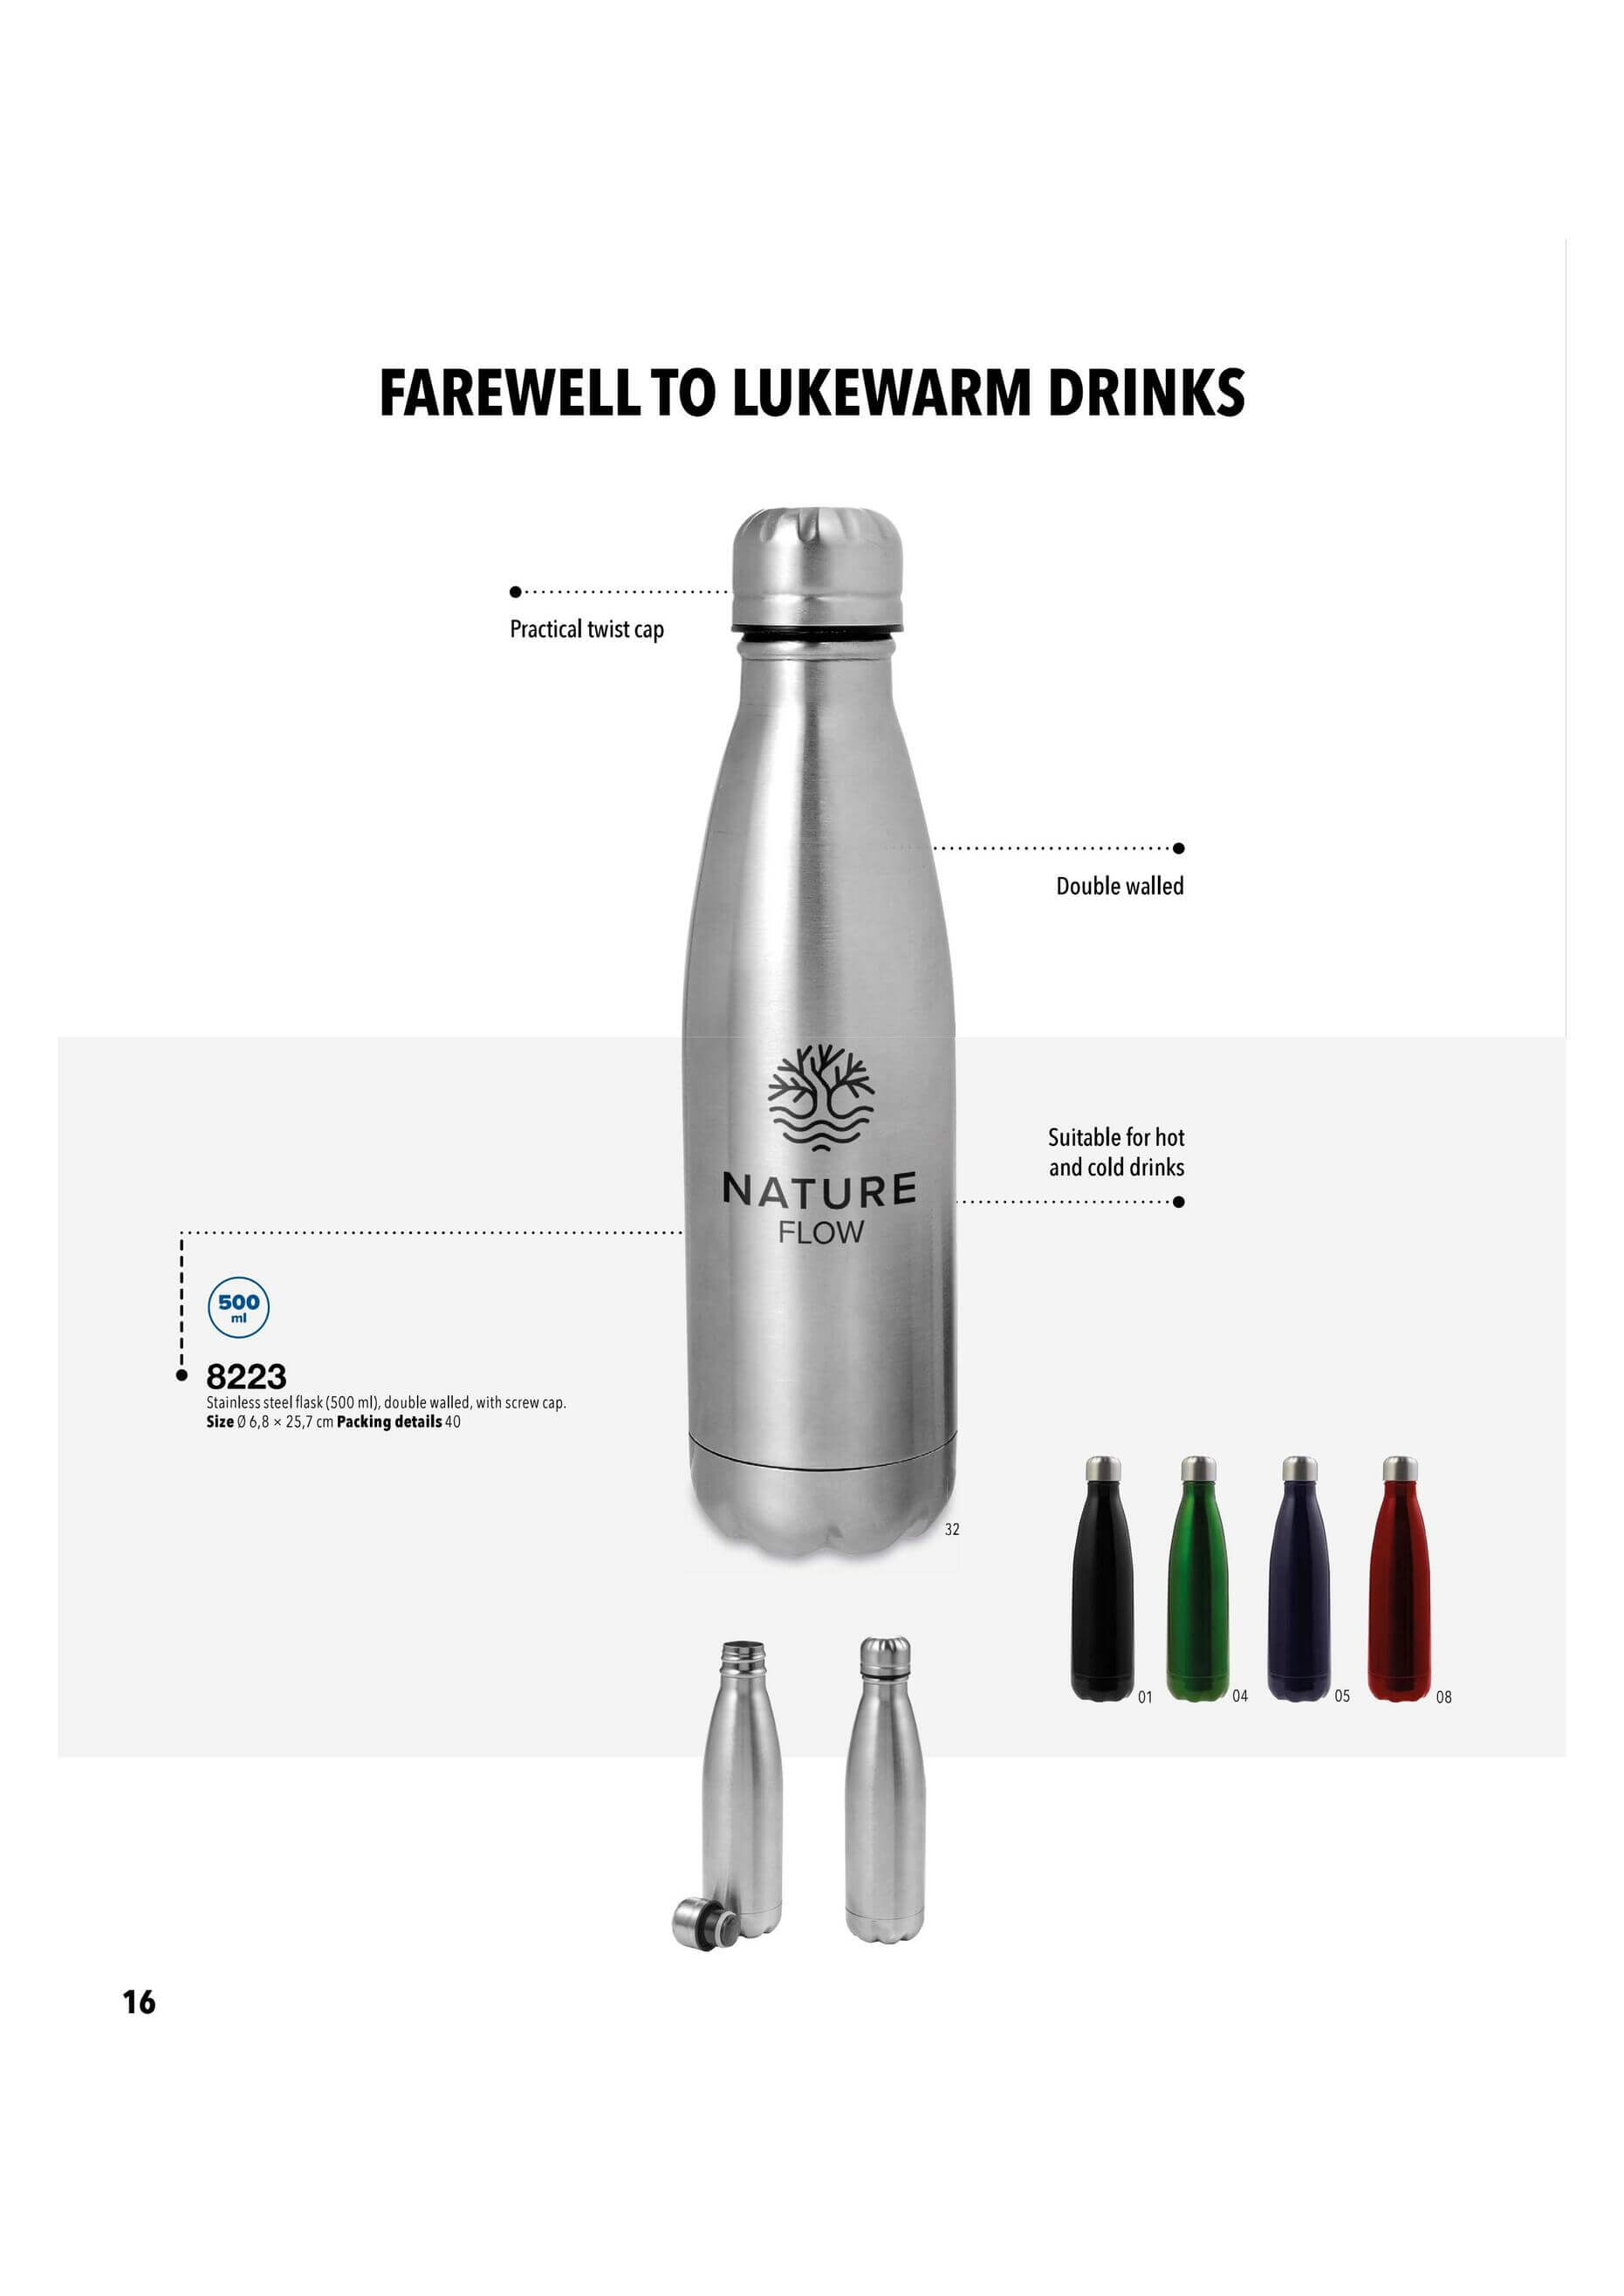 FAREWELL TO LUKEWARM DRINKS
Practical twist cap
Double walled
NATURE
FLOW
Suitable for hot
and cold drinks
500
ml
8223
Stainless steel flask (500 ml), double walled, with screw cap.
Size Ø 6,8 × 25,7 cm Packing details 40
32
01
04
05
08
16